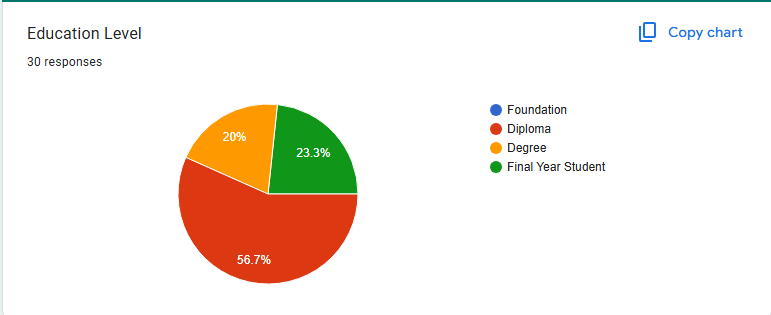 Education Level
Copy chart
30 responses
Foundation
Diploma
Degree
Final Year Student
20%
23.3%
56.7%